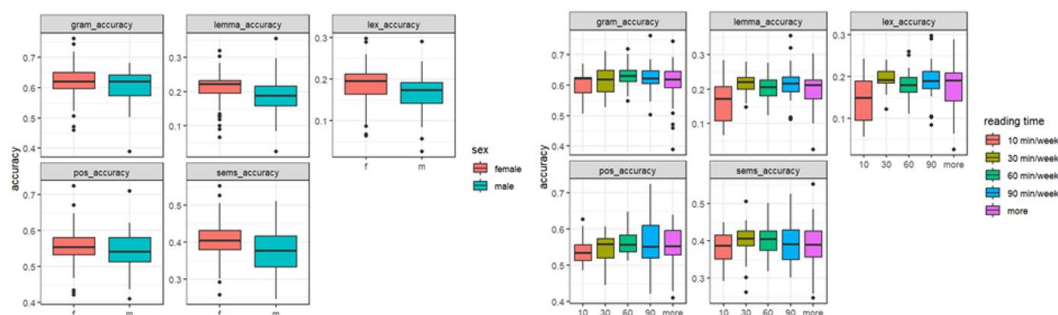 gram_accuracy
lemma_accuracy
lex_accuracy
0.7
0.6
0.5
0.4
0.3
0.2
0.1
0.3
0.2
0.1
pos_accuracy
sems_accuracy
0.7
0.6
0.5
0.4
0.5
0.4
0.3
f
m
f
m
f
m
accuracy
sex
female
male
gram_accuracy
lemma_accuracy
lex_accuracy
0.7
0.6
0.5
0.4
0.3
0.2
0.1
0.3
0.2
0.1
pos_accuracy
sems_accuracy
0.7
0.6
0.5
0.4
0.5
0.4
0.3
10 30 60 90 more
10 30 60 90 more
10 30 60 90 more
accuracy
reading time
10 min/week
30 min/week
60 min/week
90 min/week
more